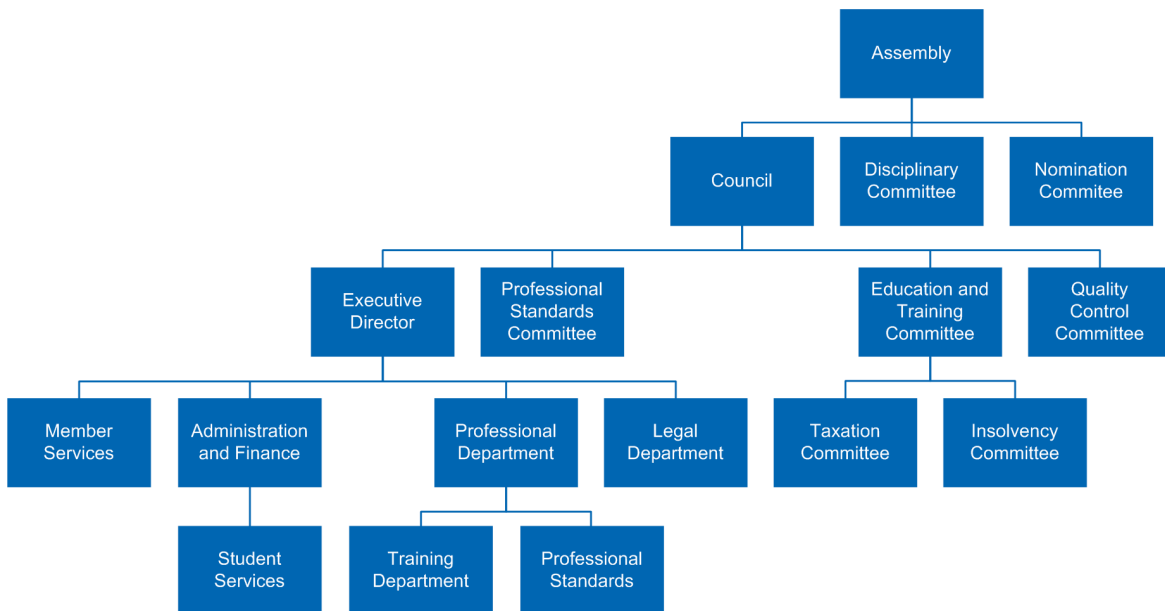 Assembly
Council
Disciplinary
Committee
Nomination
Commitee
Executive
Director
Professional
Standards
Committee
Education and
Training
Committee
Quality
Control
Committee
Member
Services
Administration
and Finance
Professional
Department
Legal
Department
Taxation
Committee
Insolvency
Committee
Student
Services
Training
Department
Professional
Standards